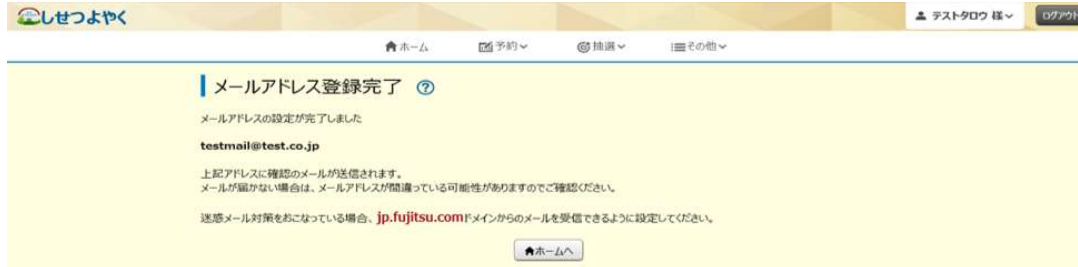 しせつよやく
テストタロウ 様
ログアウト
ホーム 予約 抽選 その他
メールアドレス登録完了 ?
メールアドレスの設定が完了しました
testmail@test.co.jp
上記アドレスに確認のメールが送信されます。
メールが届かない場合は、メールアドレスが間違っている可能性がありますのでご確認ください。
迷惑メール対策をおこなっている場合、jp.fujitsu.comドメインからのメールを受信できるように設定してください。
ホームへ